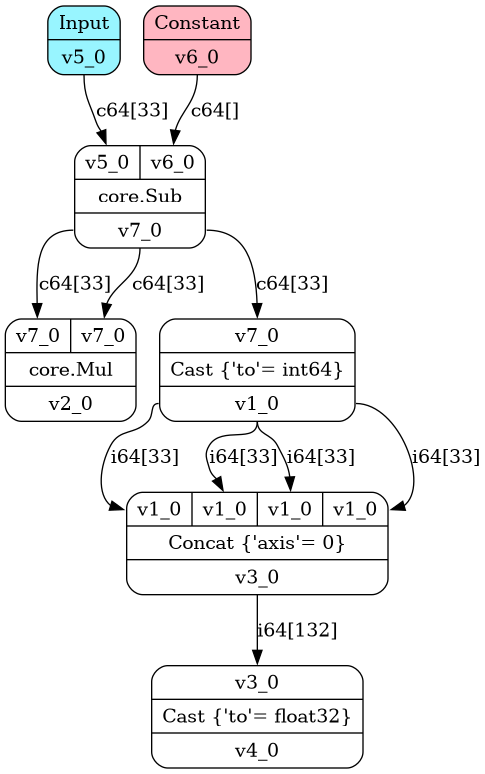 Input
v5_0
Constant
v6_0
c64[33]
c64[]
v5_0 v6_0
core.Sub
v7_0
c64[33]
c64[33]
c64[33]
v7_0 v7_0
core.Mul
v2_0
v7_0
Cast {'to'= int64}
v1_0
i64[33]
i64[33]
i64[33]
i64[33]
v1_0 v1_0 v1_0 v1_0
Concat {'axis'= 0}
v3_0
i64[132]
v3_0
Cast {'to'= float32}
v4_0